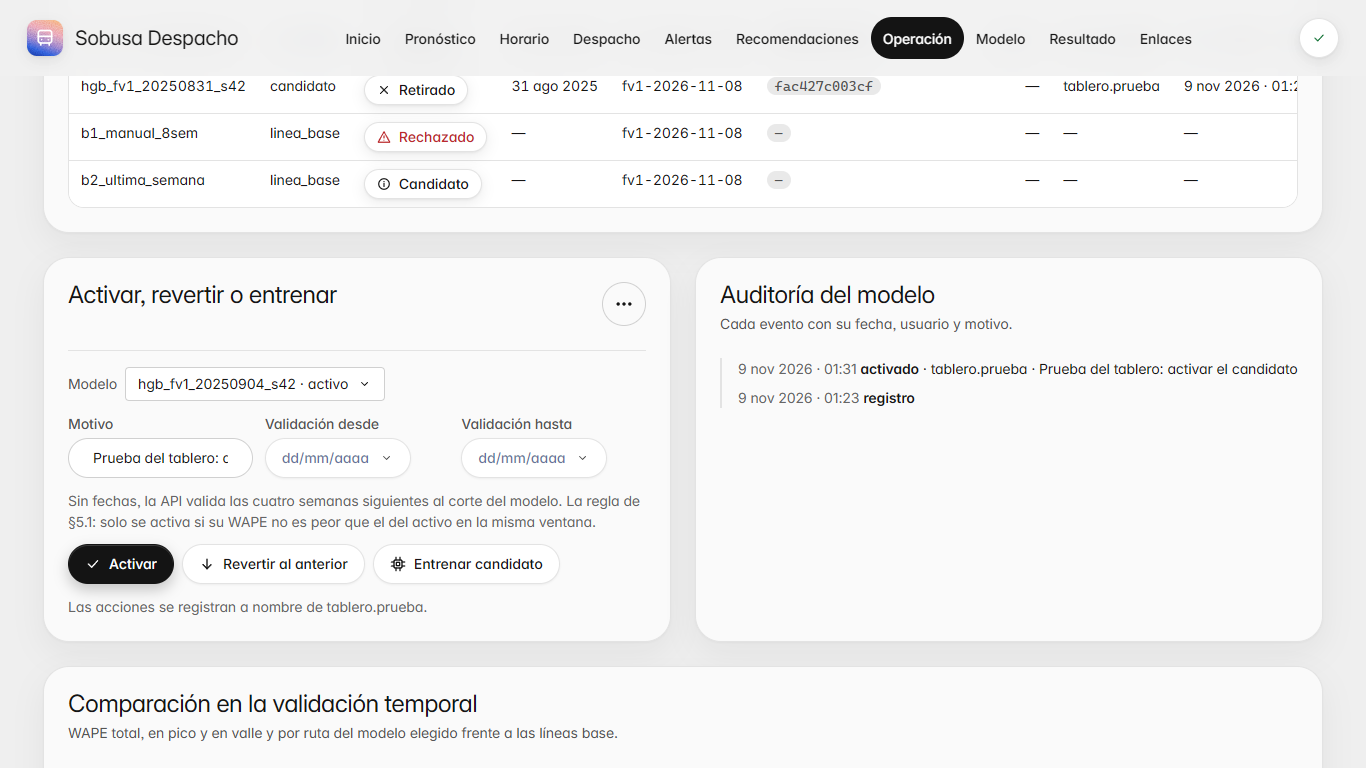 Sobusa Despacho
Inicio Pronóstico Horario Despacho Alertas Recomendaciones Operación Modelo Resultado Enlaces
hgb_fv1_20250831_s42 candidato Retirado 31 ago 2025 fv1-2026-11-08 fac427c003cf — tablero.prueba 9 nov 2026 · 01:2
b1_manual_8sem linea_base Rechazado — fv1-2026-11-08 — — — —
b2_ultima_semana linea_base Candidato — fv1-2026-11-08 — — — —
Activar, revertir o entrenar
Modelo hgb_fv1_20250904_s42 · activo
Motivo Validación desde Validación hasta
Prueba del tablero: c dd/mm/aaaa dd/mm/aaaa
Sin fechas, la API valida las cuatro semanas siguientes al corte del modelo. La regla de
§5.1: solo se activa si su WAPE no es peor que el del activo en la misma ventana.
Activar Revertir al anterior Entrenar candidato
Las acciones se registran a nombre de tablero.prueba.
Auditoría del modelo
Cada evento con su fecha, usuario y motivo.
9 nov 2026 · 01:31 activado · tablero.prueba · Prueba del tablero: activar el candidato
9 nov 2026 · 01:23 registro
Comparación en la validación temporal
WAPE total, en pico y en valle y por ruta del modelo elegido frente a las líneas base.